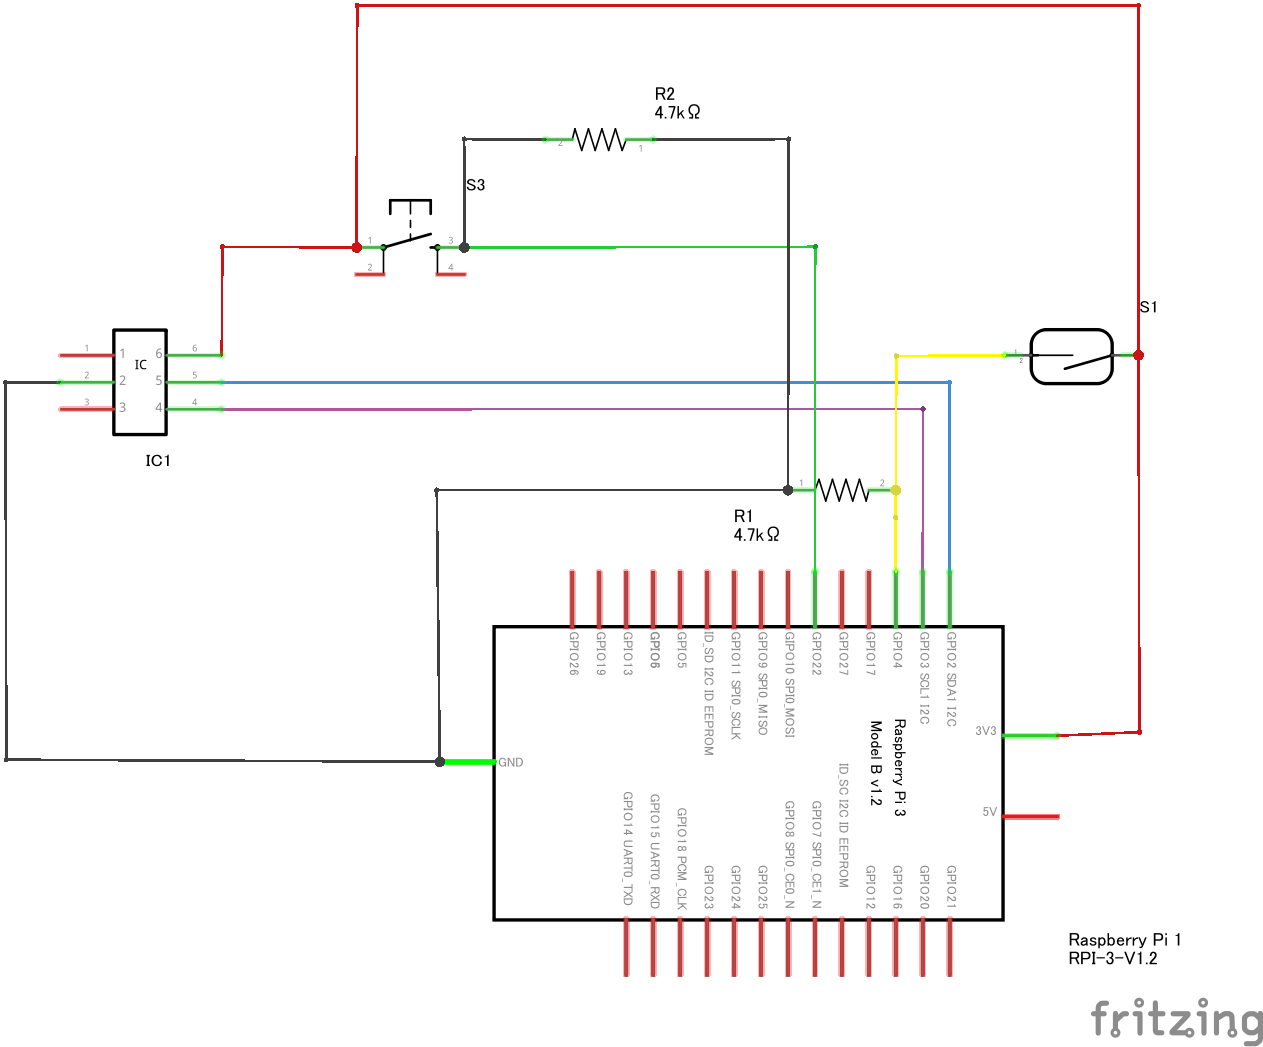 R2
4.7kΩ
2
1
S3
1
3
2
4
S1
1
2
1
2
3
1
2
3
IC
6
5
4
6
5
4
IC1
1
2
R1
4.7kΩ
GPIO26
GPIO19
GPIO13
GPIO6
GPIO5
ID_SD I2C ID EEPROM
GPIO11 SPI0_SCLK
GPIO9 SPI0_MISO
GIPO10 SPI0_MOSI
GPIO22
GPIO27
GPIO17
GPIO4
GPIO3 SCL1 I2C
GPIO2 SDA1 I2C
Raspberry Pi 3
Model B v1.2
3V3
5V
GND
GPIO14 UART0_TXD
GPIO15 UART0_RXD
GPIO18 PCM_CLK
GPIO23
GPIO24
GPIO25
GPIO8 SPI0_CE0_N
GPIO7 SPI0_CE1_N
ID_SC I2C ID EEPROM
GPIO12
GPIO16
GPIO20
GPIO21
Raspberry Pi 1
RPI-3-V1.2
fritzing